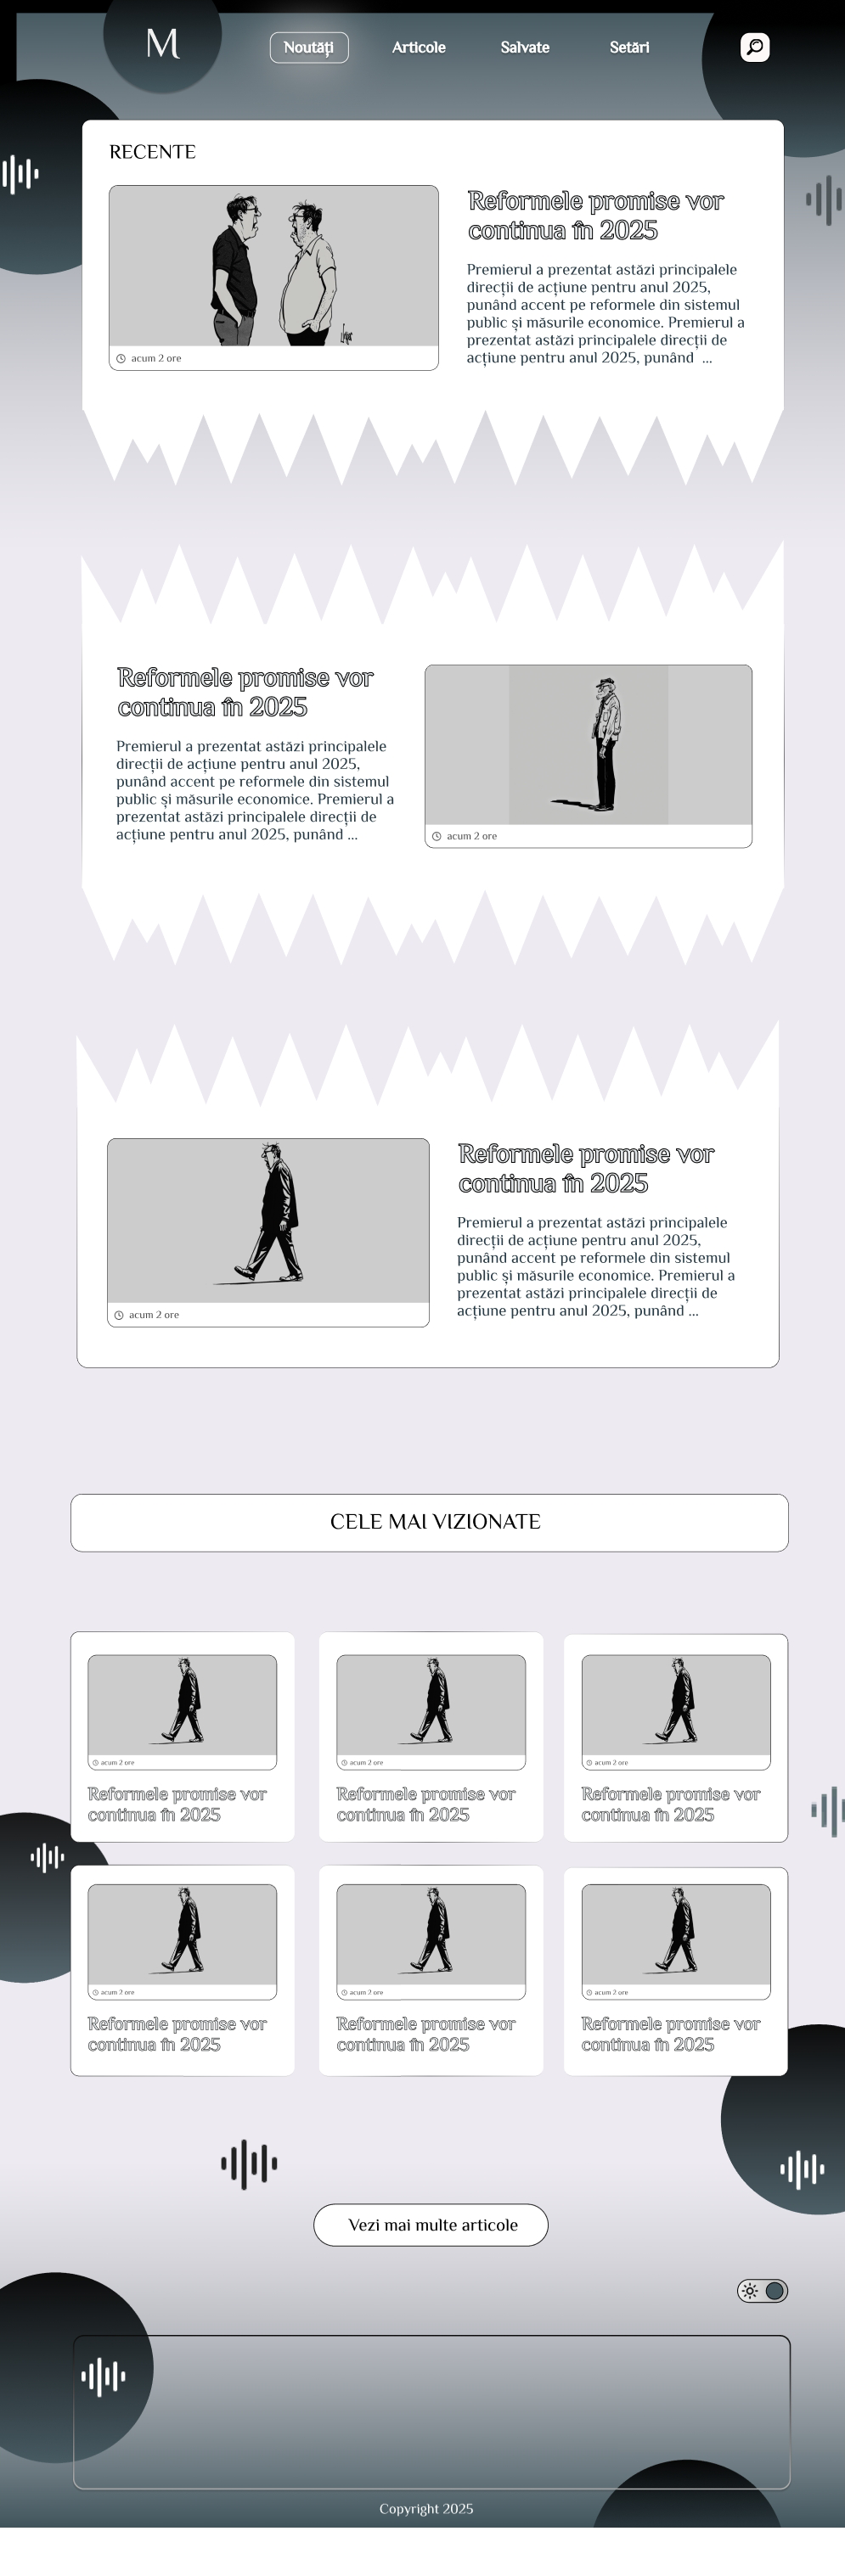 M
Noutăți
Articole
Salvate
Setări
RECENTE
Reformele promise vor
continua în 2025
Premierul a prezentat astăzi principalele
direcții de acțiune pentru anul 2025,
punând accent pe reformele din sistemul
public și măsurile economice. Premierul a
prezentat astăzi principalele direcții de
acțiune pentru anul 2025, punând ...
acum 2 ore
Reformele promise vor
continua în 2025
Premierul a prezentat astăzi principalele
direcții de acțiune pentru anul 2025,
punând accent pe reformele din sistemul
public și măsurile economice. Premierul a
prezentat astăzi principalele direcții de
acțiune pentru anul 2025, punând ...
acum 2 ore
Reformele promise vor
continua în 2025
Premierul a prezentat astăzi principalele
direcții de acțiune pentru anul 2025,
punând accent pe reformele din sistemul
public și măsurile economice. Premierul a
prezentat astăzi principalele direcții de
acțiune pentru anul 2025, punând ...
acum 2 ore
CELE MAI VIZIONATE
acum 2 ore
Reformele promise vor
continua în 2025
acum 2 ore
Reformele promise vor
continua în 2025
acum 2 ore
Reformele promise vor
continua în 2025
acum 2 ore
Reformele promise vor
continua în 2025
acum 2 ore
Reformele promise vor
continua în 2025
acum 2 ore
Reformele promise vor
continua în 2025
Vezi mai multe articole
Copyright 2025